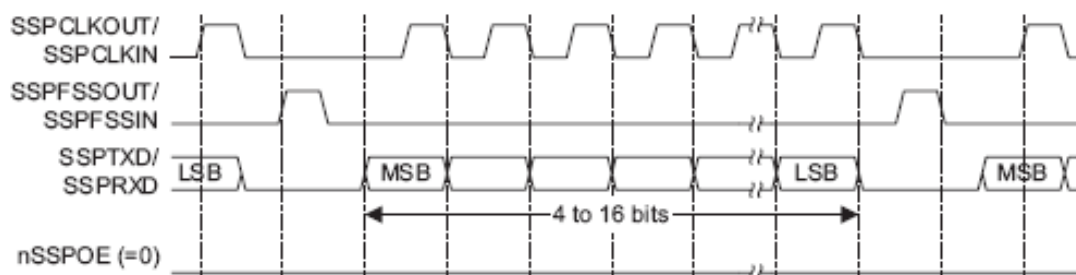 SSPCLKOUT/
SSPCLKIN
SSPFSSOUT/
SSPFSSIN
SSPTXD/
SSPRXD
LSB MSB LSB MSB
4 to 16 bits
nSSPOE (=0)